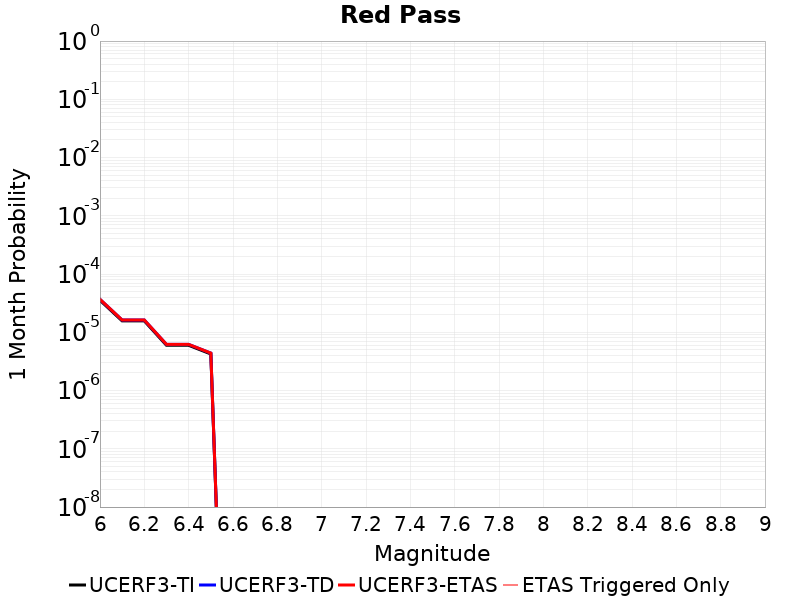 Red Pass
1 Month Probability
10^0
10^-1
10^-2
10^-3
10^-4
10^-5
10^-6
10^-7
10^-8
6 6.2 6.4 6.6 6.8 7 7.2 7.4 7.6 7.8 8 8.2 8.4 8.6 8.8 9
Magnitude
UCERF3-TI UCERF3-TD UCERF3-ETAS ETAS Triggered Only